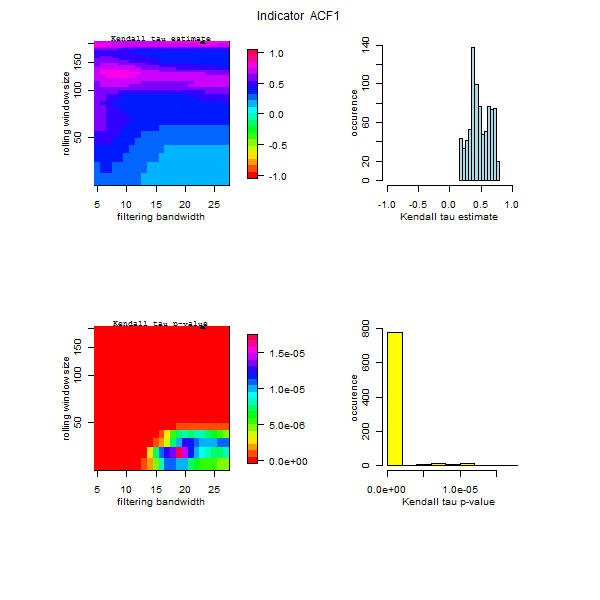 Indicator ACF1
Kendall tau estimate
rolling window size
50
100
150
5 10 15 20 25
filtering bandwidth
1.0
0.5
0.0
-0.5
-1.0
occurence
0 20 60 100 140
-1.0 -0.5 0.0 0.5 1.0
Kendall tau estimate
Kendall tau p-value
rolling window size
50
100
150
5 10 15 20 25
filtering bandwidth
1.5e-05
1.0e-05
5.0e-06
0.0e+00
occurence
0 200 400 600 800
0.0e+00 1.0e-05
Kendall tau p-value